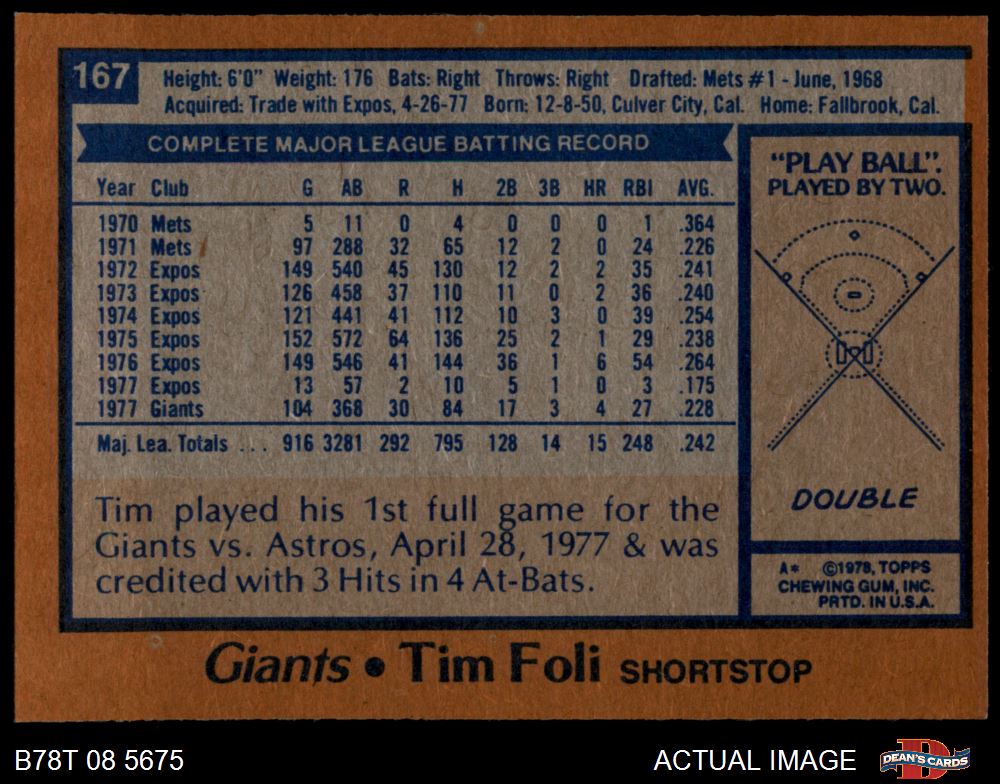 167
Height: 6'0" Weight: 176 Bats: Right Throws: Right Drafted: Mets #1 - June, 1968
Acquired: Trade with Expos, 4-26-77 Born: 12-8-50, Culver City, Cal. Home: Fallbrook, Cal.
COMPLETE MAJOR LEAGUE BATTING RECORD
Year Club G AB R H 2B 3B HR RBI AVG.
1970 Mets 5 11 0 4 0 0 0 1 .364
1971 Mets 97 288 32 65 12 2 0 24 .226
1972 Expos 149 540 45 130 12 2 2 35 .241
1973 Expos 126 458 37 110 11 0 2 36 .240
1974 Expos 121 441 41 112 10 3 0 39 .254
1975 Expos 152 572 64 136 25 2 1 29 .238
1976 Expos 149 546 41 144 36 1 6 54 .264
1977 Expos 13 57 2 10 5 1 0 3 .175
1977 Giants 104 368 30 84 17 3 4 27 .228
Maj. Lea. Totals ... 916 3281 292 795 128 14 15 248 .242
Tim played his 1st full game for the
Giants vs. Astros, April 28, 1977 & was
credited with 3 Hits in 4 At-Bats.
"PLAY BALL".
PLAYED BY TWO.
DOUBLE
A* ©1978, TOPPS
CHEWING GUM, INC.
PRTD. IN U.S.A.
Giants • Tim Foli SHORTSTOP
B78T 08 5675
ACTUAL IMAGE
D
DEAN'S CARDS